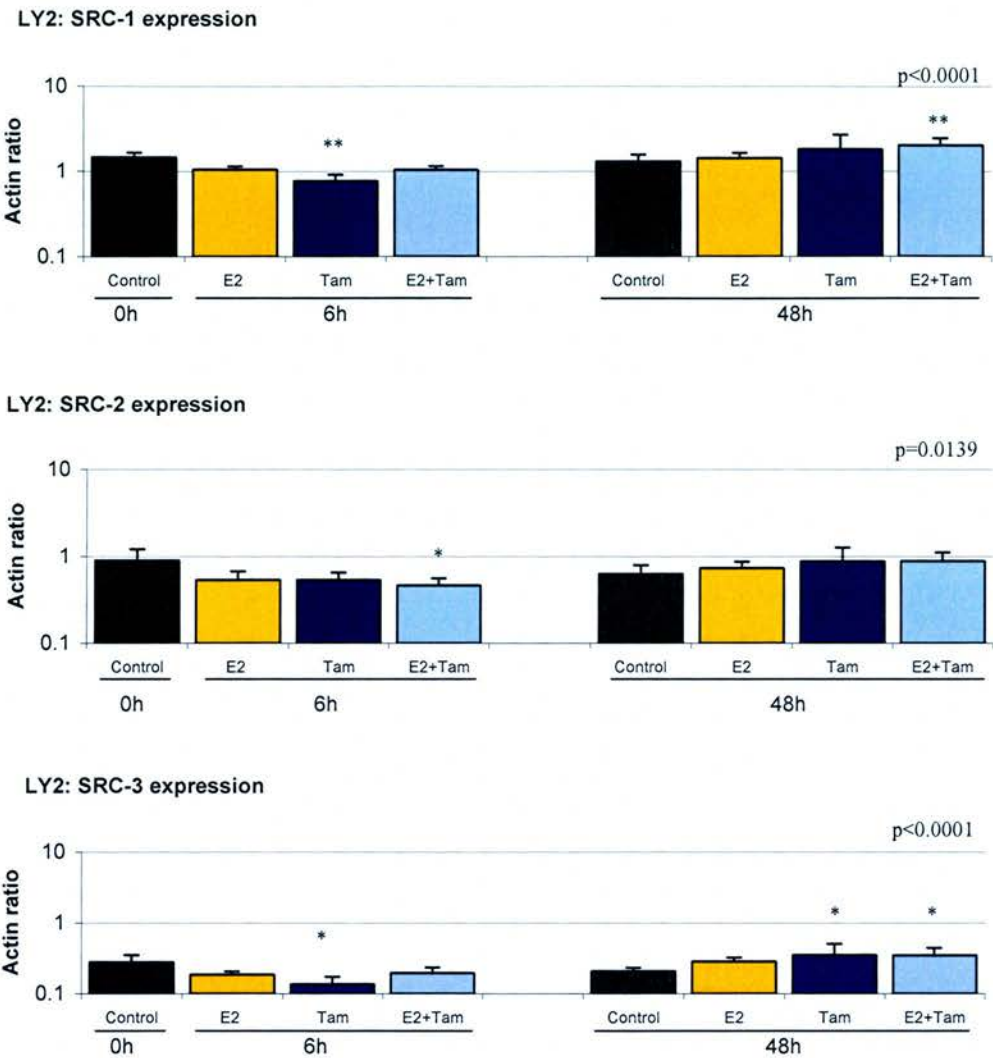 LY2: SRC-1 expression
p<0.0001
10
**
**
Actin ratio
1
0.1
Control E2 Tam E2+Tam Control E2 Tam E2+Tam
0h 6h 48h
LY2: SRC-2 expression
p=0.0139
10
Actin ratio
1
*
0.1
Control E2 Tam E2+Tam Control E2 Tam E2+Tam
0h 6h 48h
LY2: SRC-3 expression
p<0.0001
10
Actin ratio
1
* * *
0.1
Control E2 Tam E2+Tam Control E2 Tam E2+Tam
0h 6h 48h